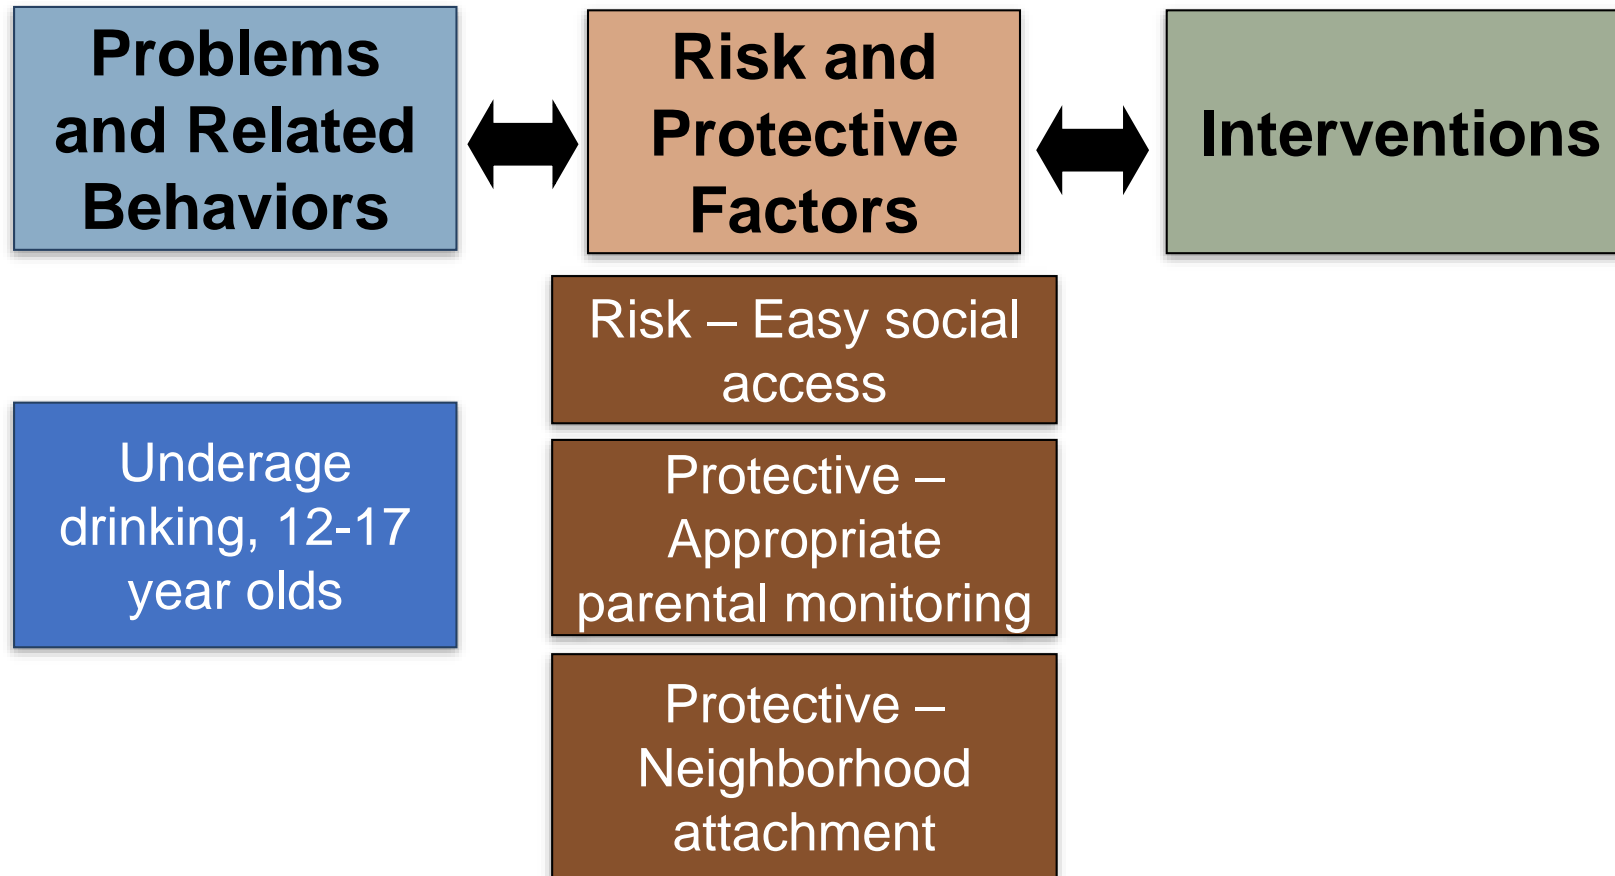 Problems
and Related
Behaviors
Risk and
Protective
Factors
Interventions
Underage
drinking, 12-17
year olds
Risk – Easy social
access
Protective –
Appropriate
parental monitoring
Protective –
Neighborhood
attachment